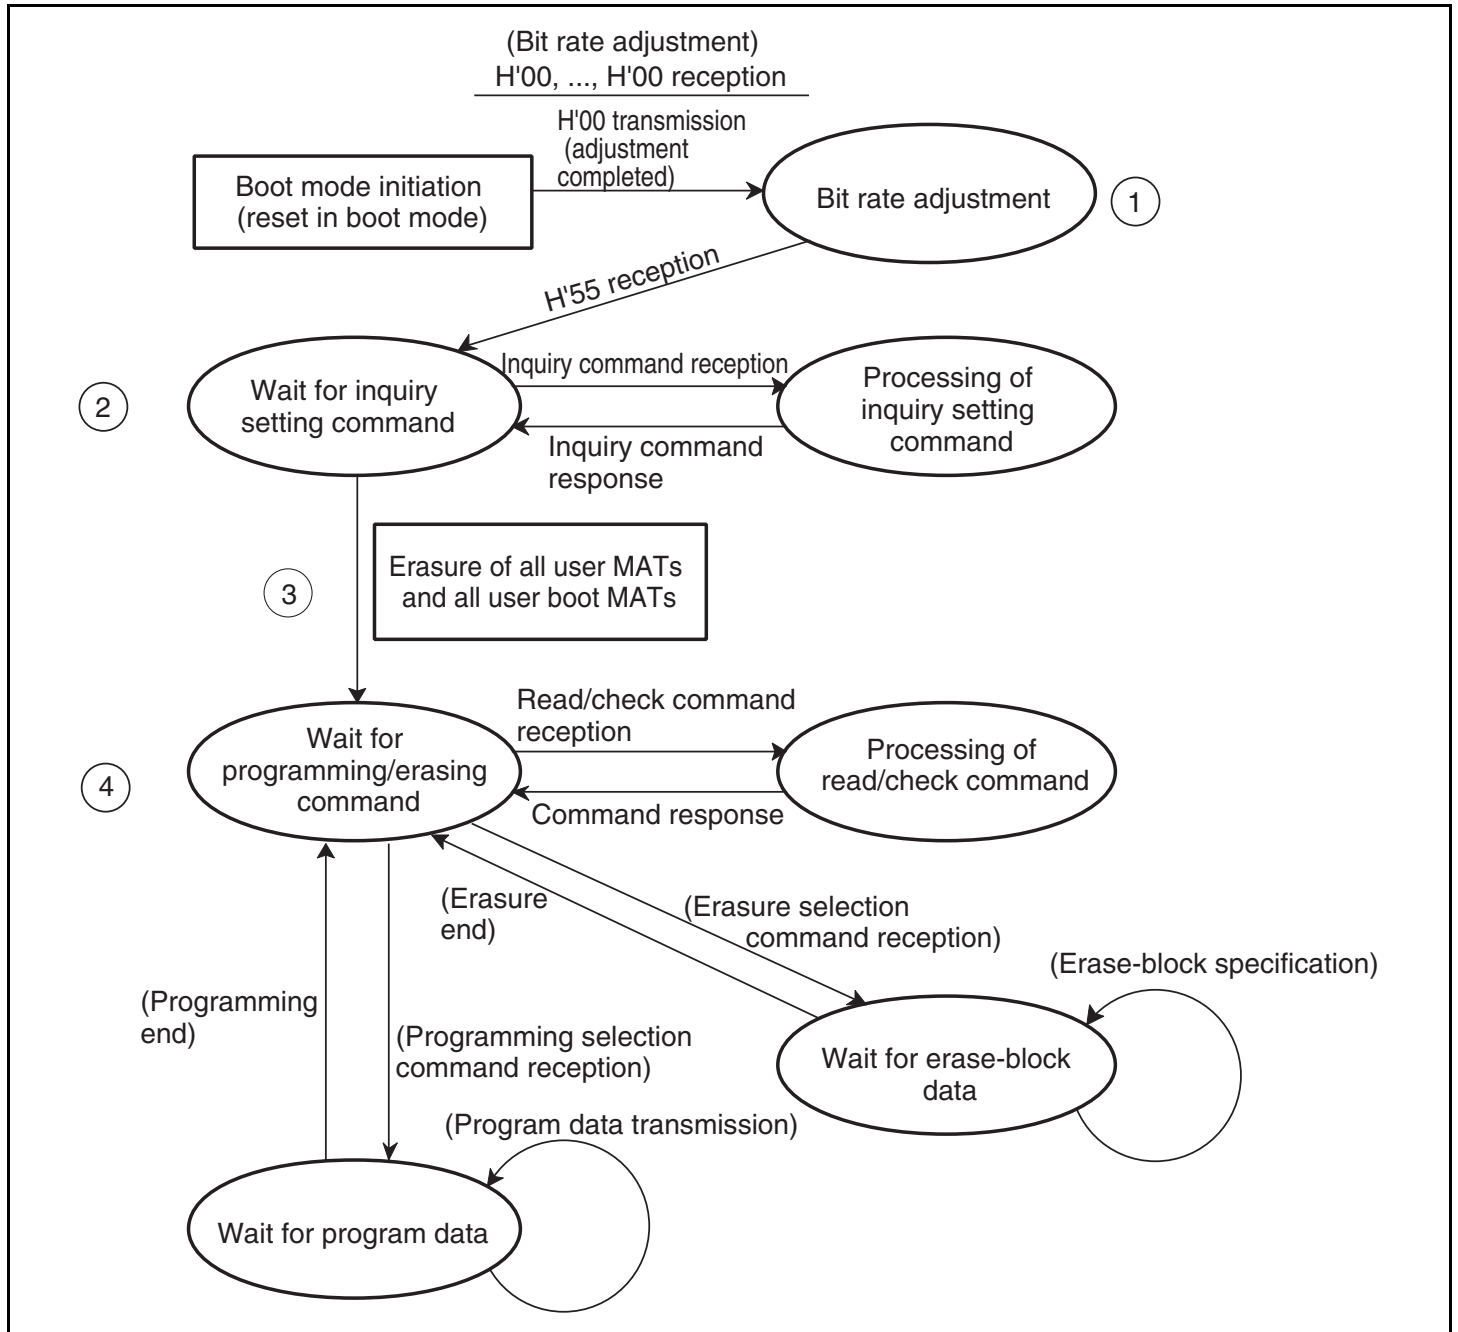 (Bit rate adjustment)
H'00, ..., H'00 reception
H'00 transmission
(adjustment
completed)
Boot mode initiation
(reset in boot mode)
Bit rate adjustment
1
H'55 reception
2
Wait for inquiry
setting command
Inquiry command reception
Inquiry command
response
Processing of
inquiry setting
command
3
Erasure of all user MATs
and all user boot MATs
4
Wait for
programming/erasing
command
Read/check command
reception
Command response
Processing of
read/check command
(Erasure
end)
(Erasure selection
command reception)
(Erase-block specification)
(Programming
end)
(Programming selection
command reception)
Wait for erase-block
data
(Program data transmission)
Wait for program data